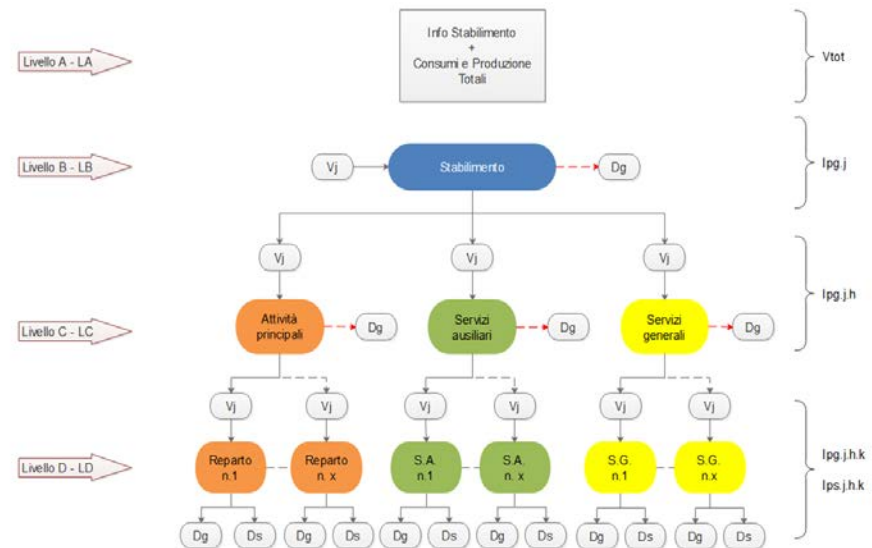 Livello A - LA
Info Stabilimento
+
Consumi e Produzione
Totali
Vtot
Livello B - LB
Vj
Stabilimento
Dg
Ipg.j
Vj
Vj
Vj
Livello C - LC
Attività
principali
Dg
Servizi
ausiliari
Dg
Servizi
generali
Dg
Ipg.j.h
Vj
Vj
Vj
Vj
Vj
Vj
Livello D - LD
Reparto
n.1
Reparto
n. x
S.A.
n.1
S.A.
n. x
S.G.
n.1
S.G.
n.x
Ipg.j.h.k
Ips.j.h.k
Dg
Ds
Dg
Ds
Dg
Ds
Dg
Ds
Dg
Ds
Dg
Ds